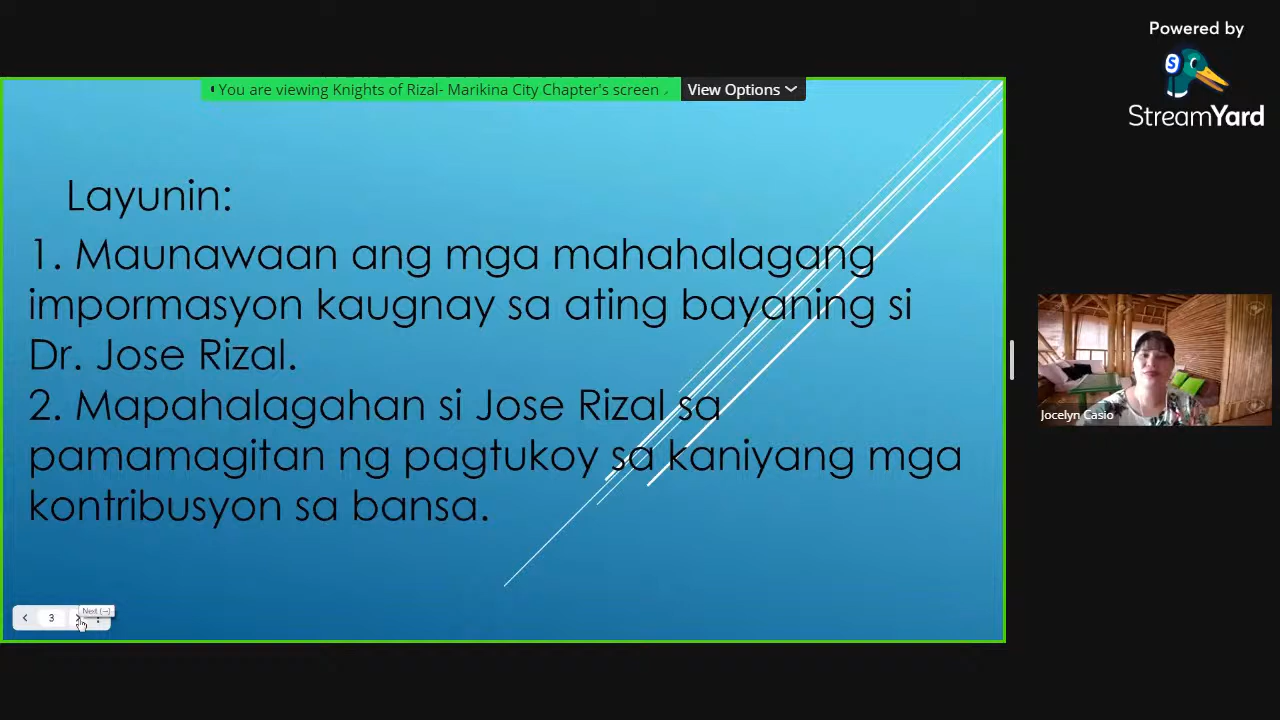 Powered by
StreamYard
You are viewing Knights of Rizal- Marikina City Chapter's screen
View Options
Layunin:
1. Maunawaan ang mga mahahalagang
impormasyon kaugnay sa ating bayaning si
Dr. Jose Rizal.
2. Mapahalagahan si Jose Rizal sa
pamamagitan ng pagtukoy sa kaniyang mga
kontribusyon sa bansa.
Jocelyn Casio
Next (→)
3